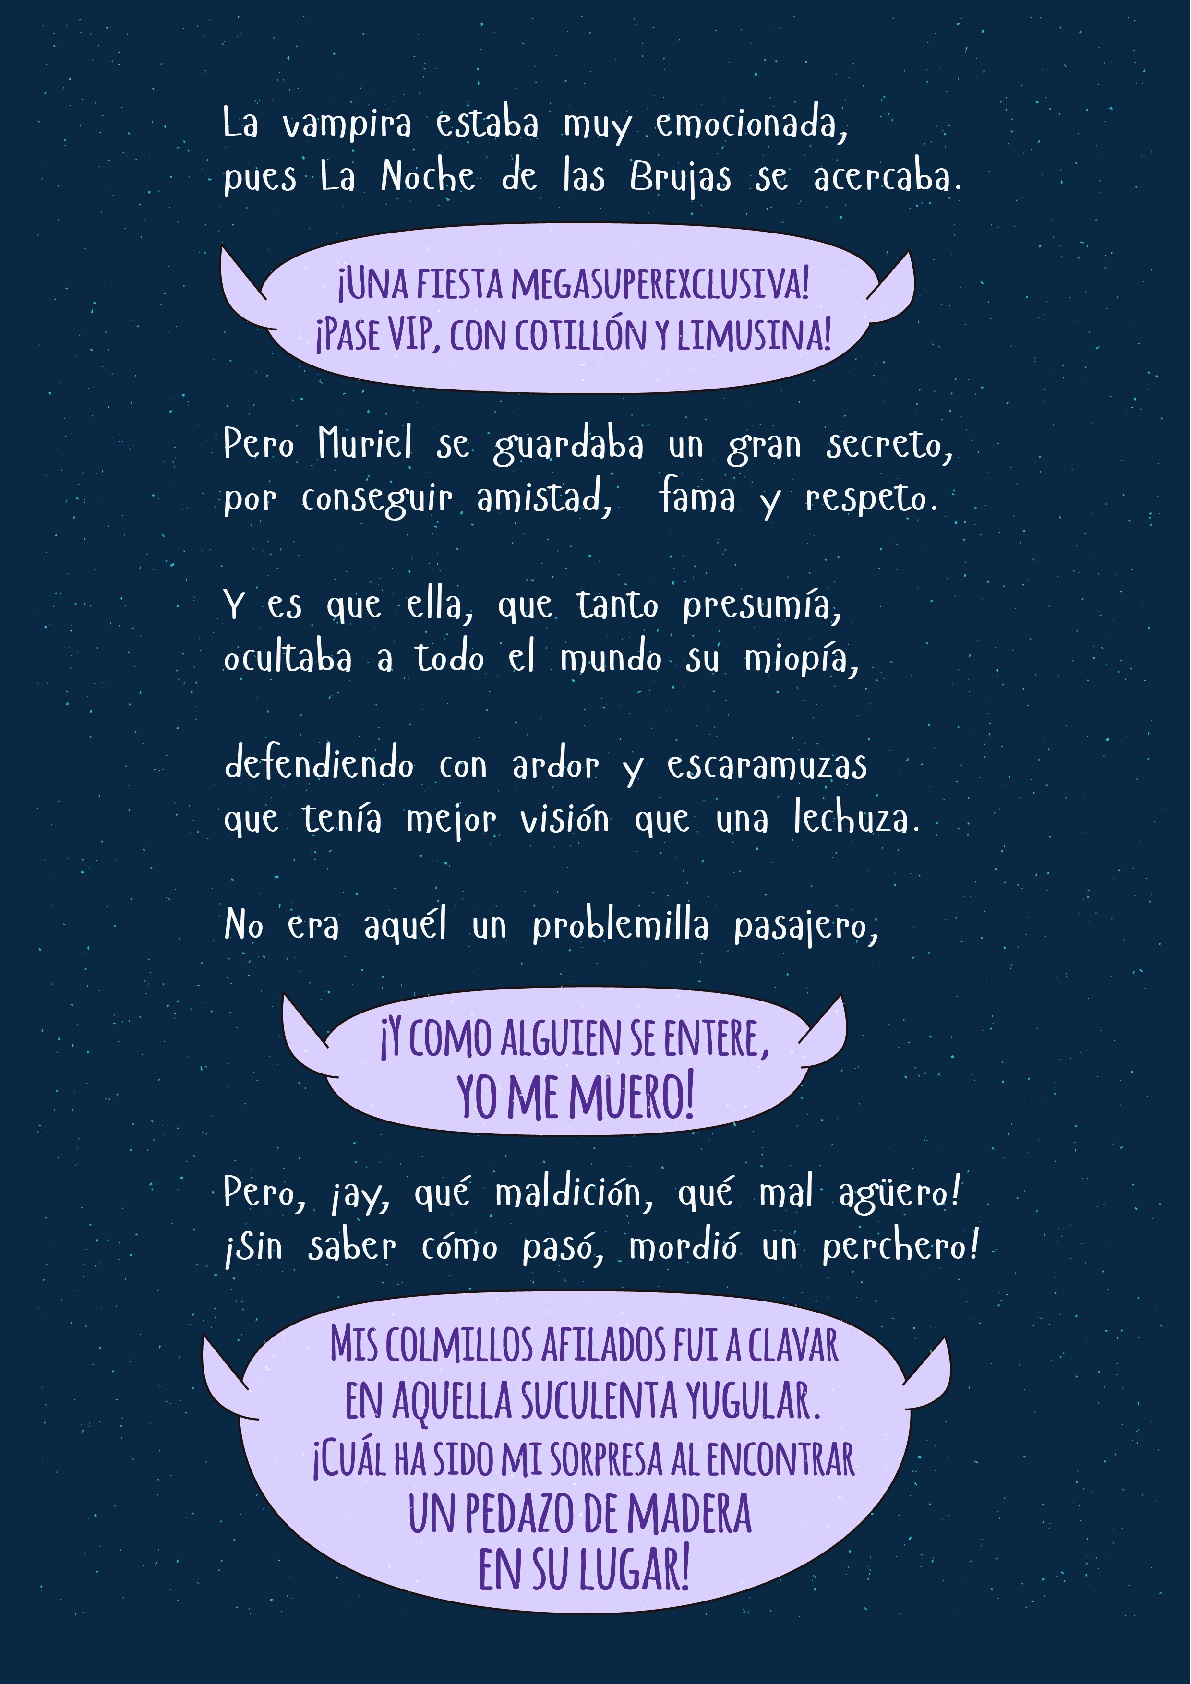 La vampira estaba muy emocionada,
pues La Noche de las Brujas se acercaba.
¡Una fiesta megasuperexclusiva!
¡Pase VIP, con cotillón y limusina!
Pero Muriel se guardaba un gran secreto,
por conseguir amistad, fama y respeto.
Y es que ella, que tanto presumía,
ocultaba a todo el mundo su miopía,
defendiendo con ardor y escaramuzas
que tenía mejor visión que una lechuza.
No era aquél un problemilla pasajero,
¡Y como alguien se entere,
yo me muero!
Pero, ¡ay, qué maldición, qué mal agüero!
¡Sin saber cómo pasó, mordió un perchero!
Mis colmillos afilados fui a clavar
en aquella suculenta yugular.
¡Cuál ha sido mi sorpresa al encontrar
un pedazo de madera
en su lugar!